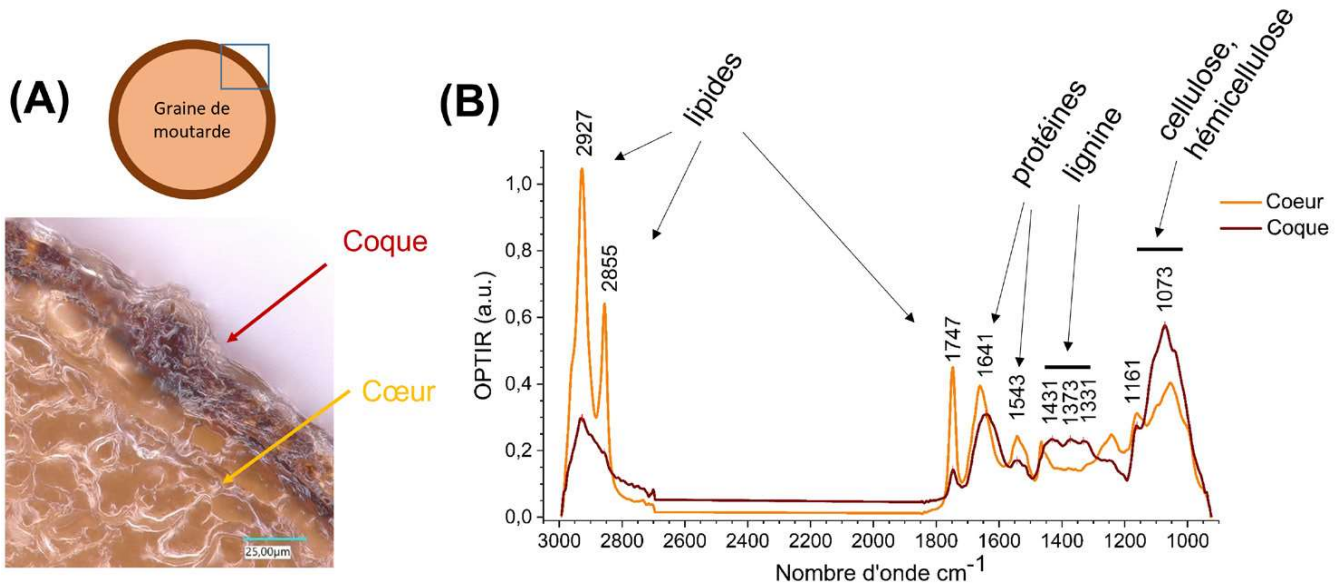 (A)
Graine de
moutarde
Coque
Cœur
25,00µm
(B)
lipides
protéines
lignine
cellulose,
hémicellulose
2927
2855
1747
1641
1543
1431
1373
1331
1161
1073
Coeur
Coque
OPTIR (a.u.)
1,0
0,8
0,6
0,4
0,2
0,0
3000 2800 2600 2400 2200 2000 1800 1600 1400 1200 1000
Nombre d'onde cm-1